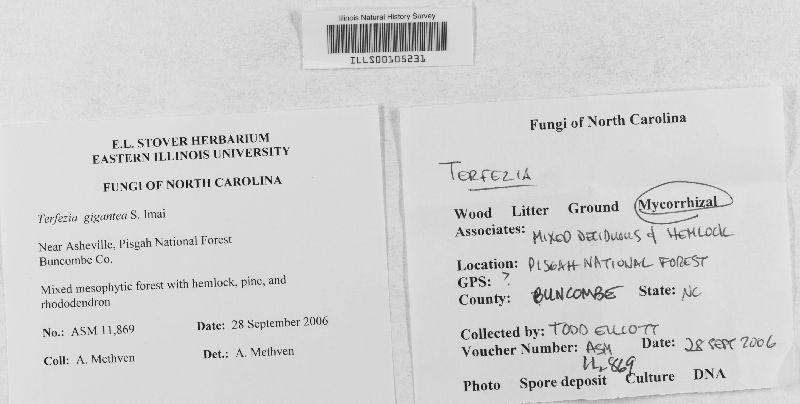 Illinois Natural History Survey
ILLS00105231
E.L. STOVER HERBARIUM
EASTERN ILLINOIS UNIVERSITY
FUNGI OF NORTH CAROLINA
Terfezia gigantea S. Imai
Near Asheville, Pisgah National Forest
Buncombe Co.
Mixed mesophytic forest with hemlock, pine, and
rhododendron
No.: ASM 11,869 Date: 28 September 2006
Coll: A. Methven Det.: A. Methven
Fungi of North Carolina
TERFEZIA
Wood Litter Ground Mycorrhizal
Associates: MIXED DECIDUOUS & HEMLOCK
Location: PISGAH NATIONAL FOREST
GPS: ?
County: BUNCOMBE State: NC
Collected by: TODD ELLIOTT
Voucher Number: ASM Date: 28 SEPT 2006
11,869
Photo Spore deposit Culture DNA